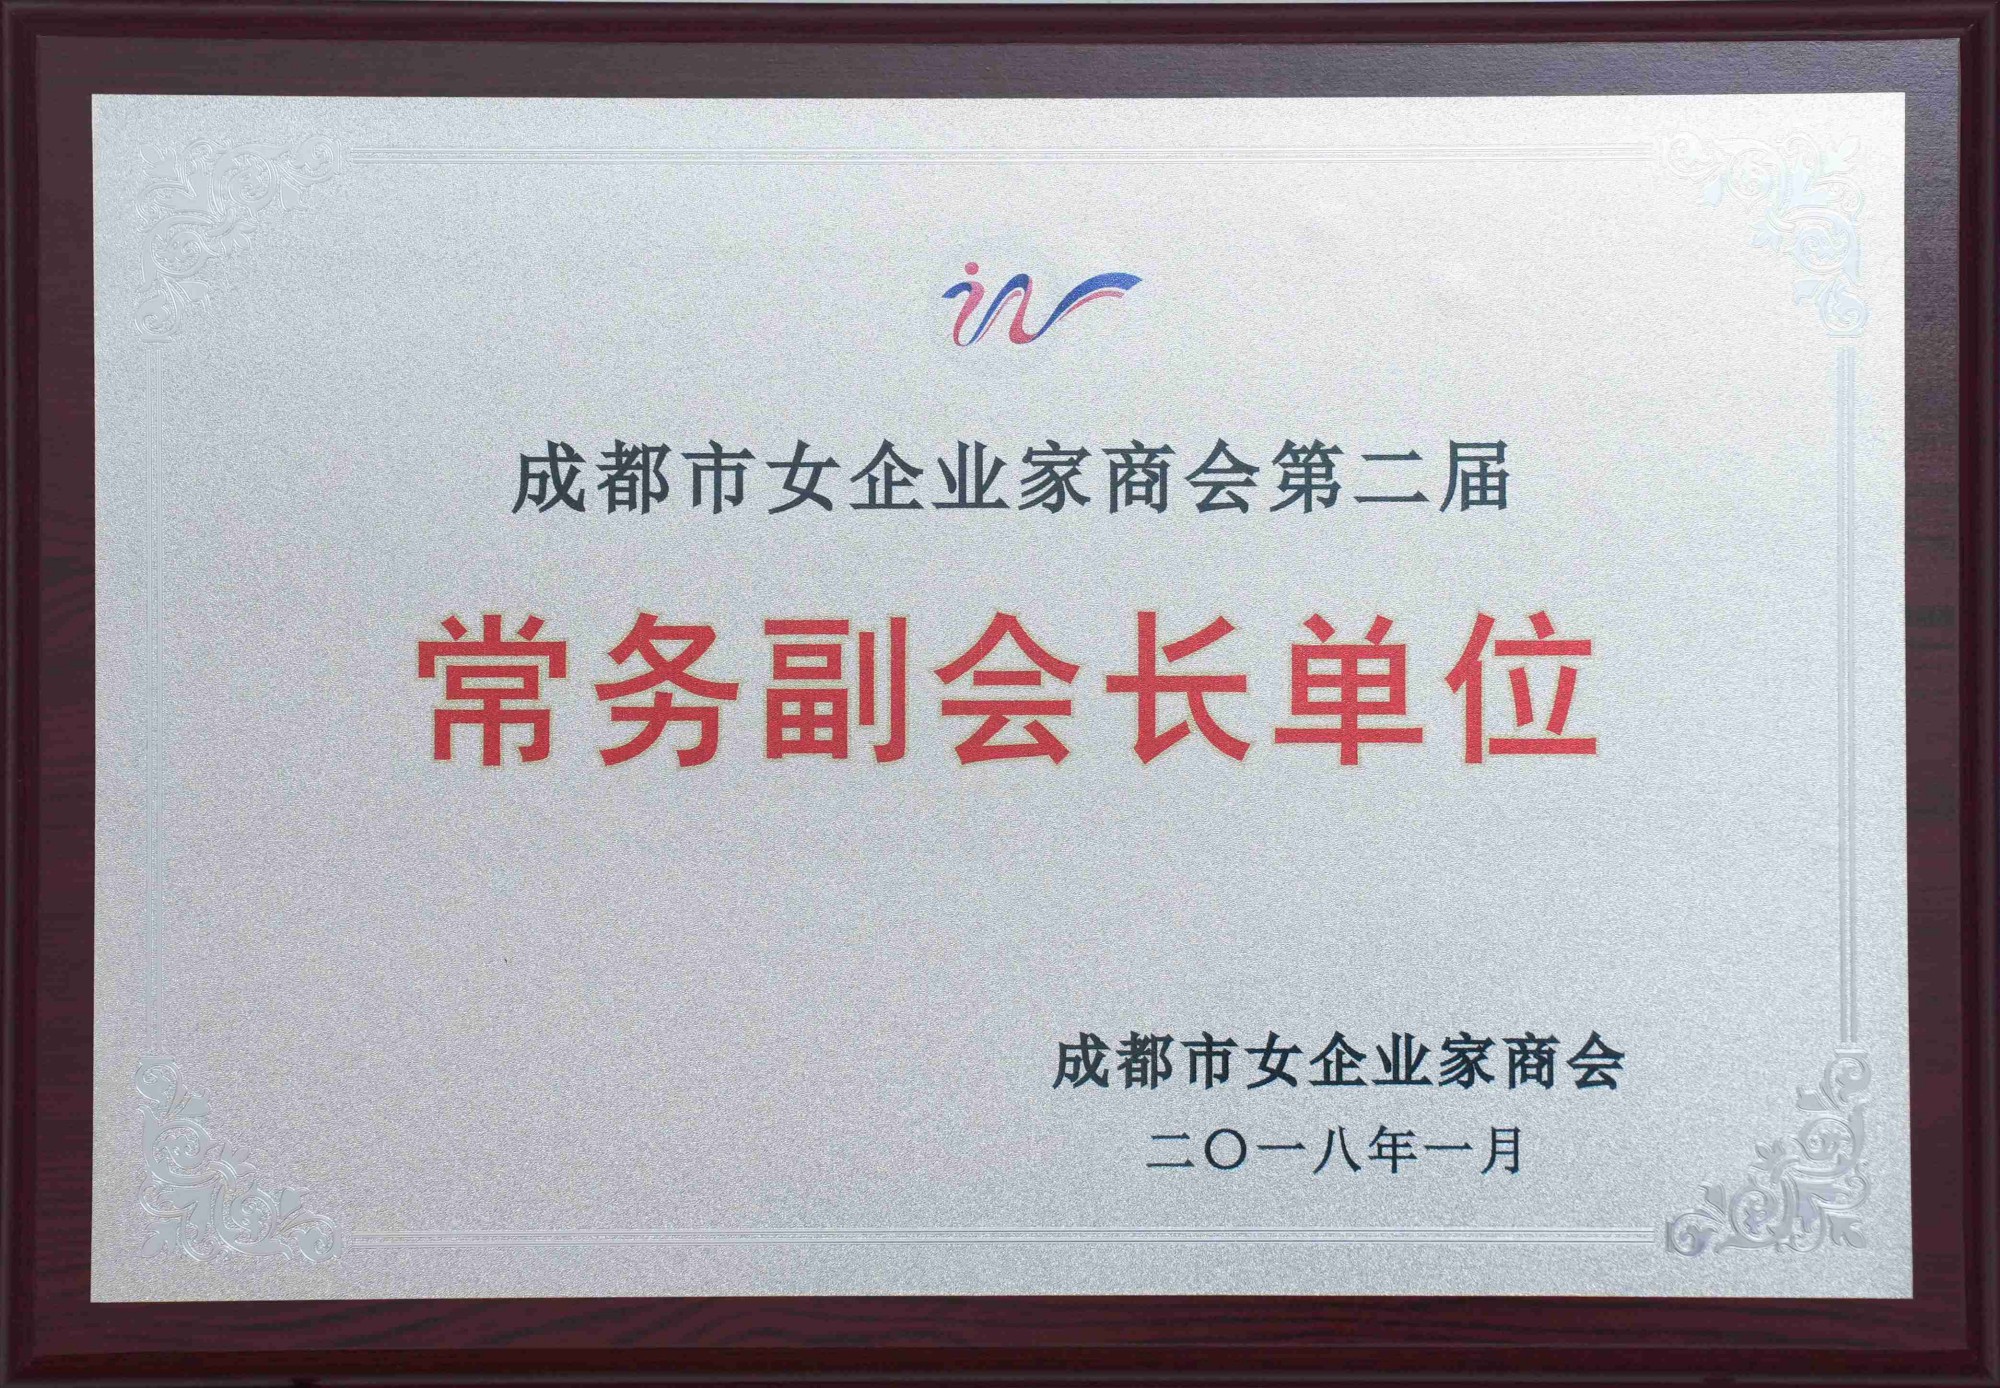 成都市女企业家商会第二届
常务副会长单位
成都市女企业家商会
二〇一八年一月